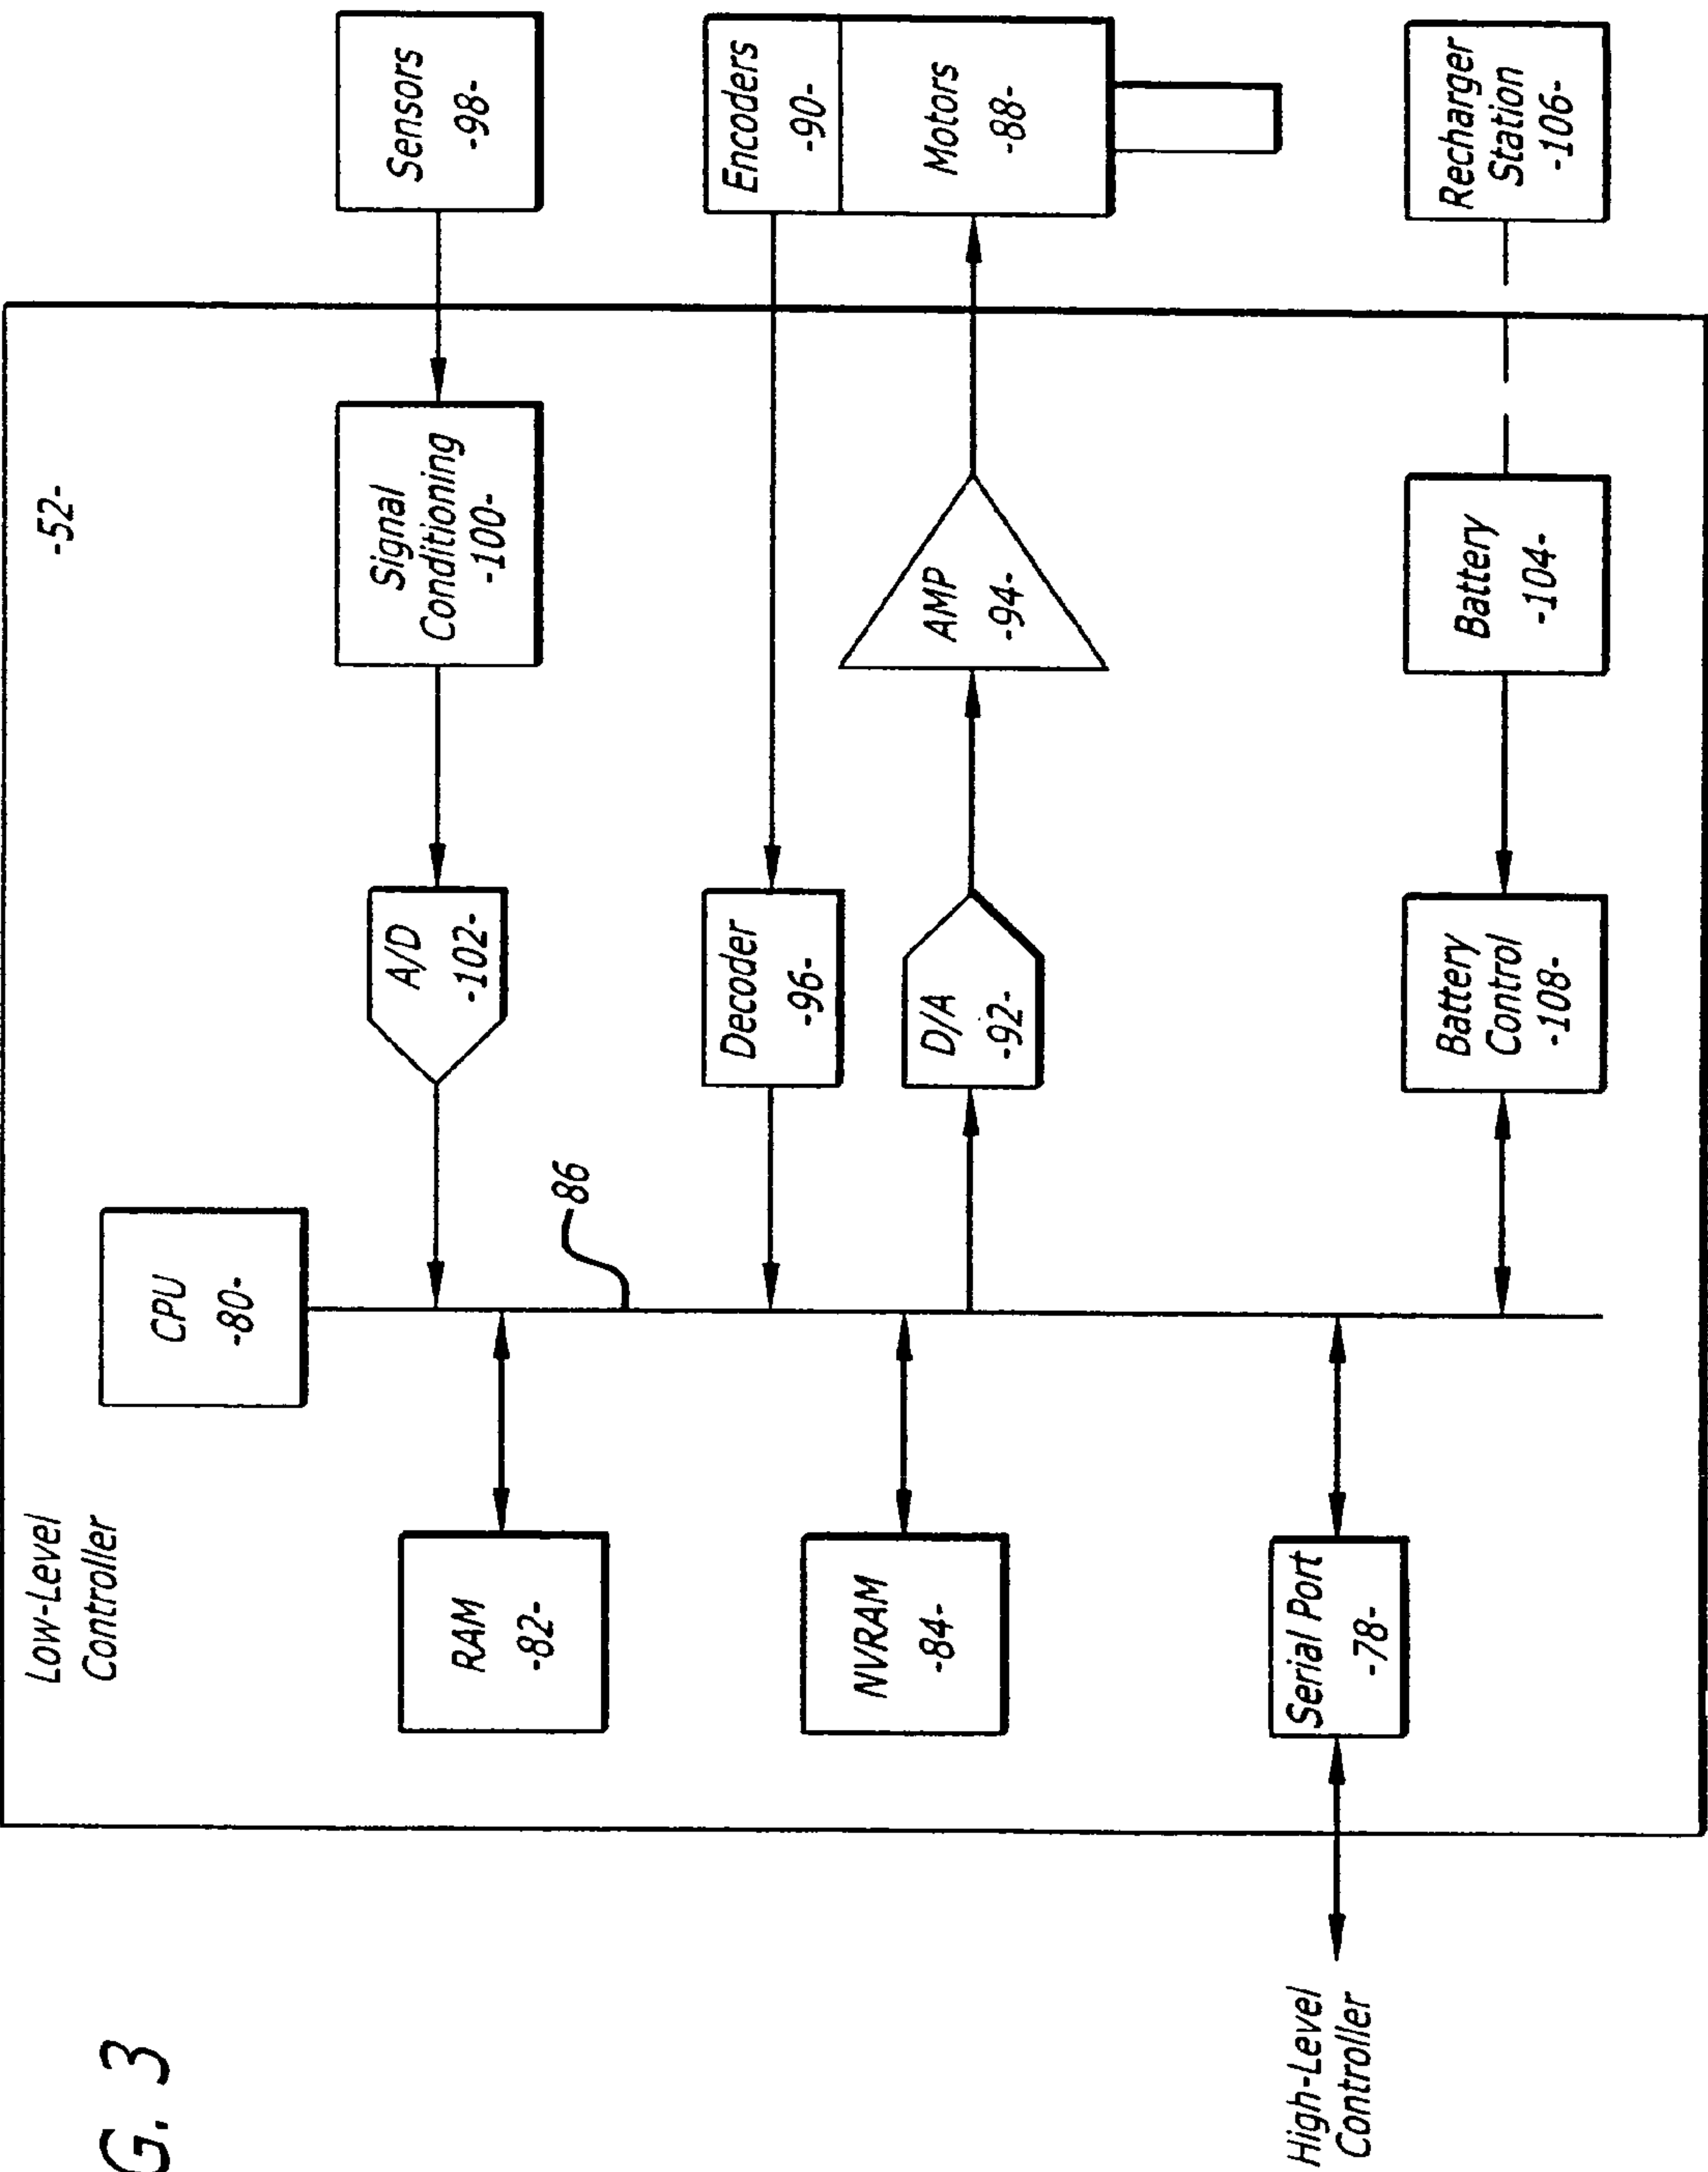 G. 3
Low-Level
Controller
-52-
CPU
-80-
RAM
-82-
NVRAM
-84-
Serial Port
-78-
High-Level
Controller
86
A/D
-102-
Signal
Conditioning
-100-
Sensors
-98-
Decoder
-96-
Encoders
-90-
D/A
-92-
AMP
-94-
Motors
-88-
Battery
Control
-108-
Battery
-104-
Recharger
Station
-106-